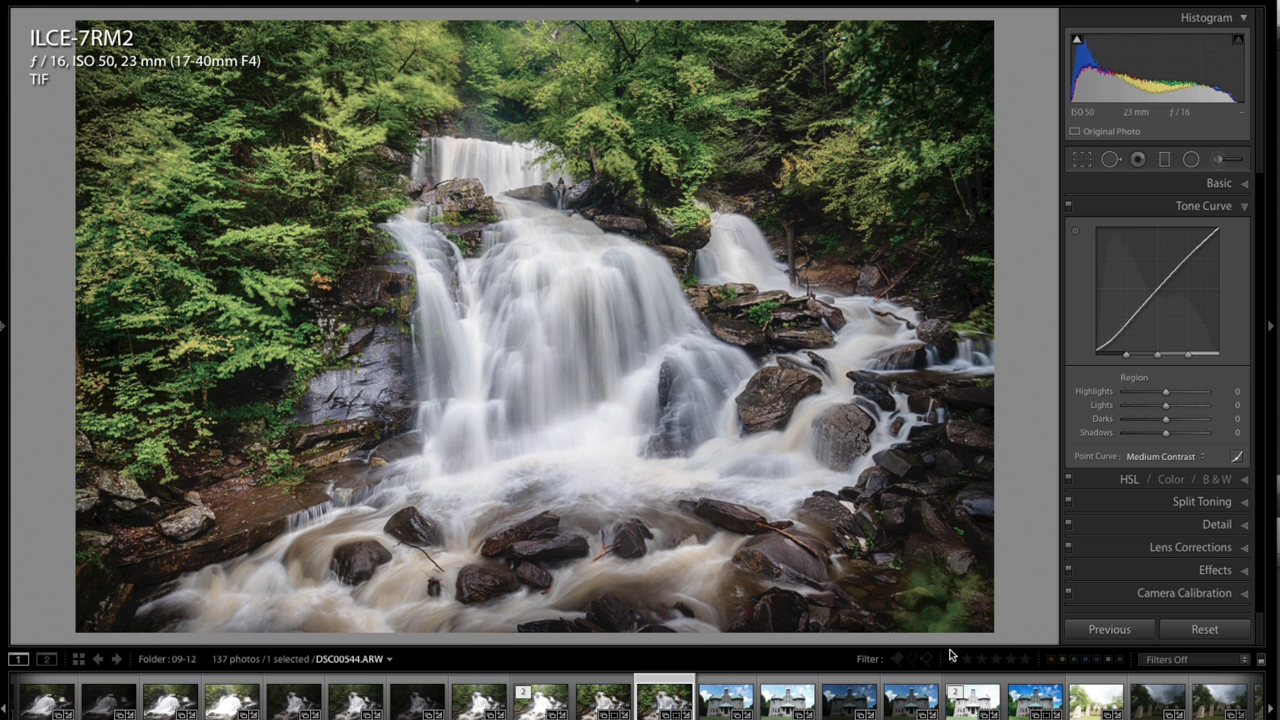 ILCE-7RM2
ƒ / 16, ISO 50, 23 mm (17-40mm F4)
TIF
Histogram
ISO 50 23 mm ƒ / 16 –
Original Photo
Basic
Tone Curve
Region
Highlights 0
Lights 0
Darks 0
Shadows 0
Point Curve : Medium Contrast
HSL / Color / B & W
Split Toning
Detail
Lens Corrections
Effects
Camera Calibration
Previous Reset
1 2 Folder : 09-12 137 photos / 1 selected / DSC00544.ARW Filter : Filters Off
2 2